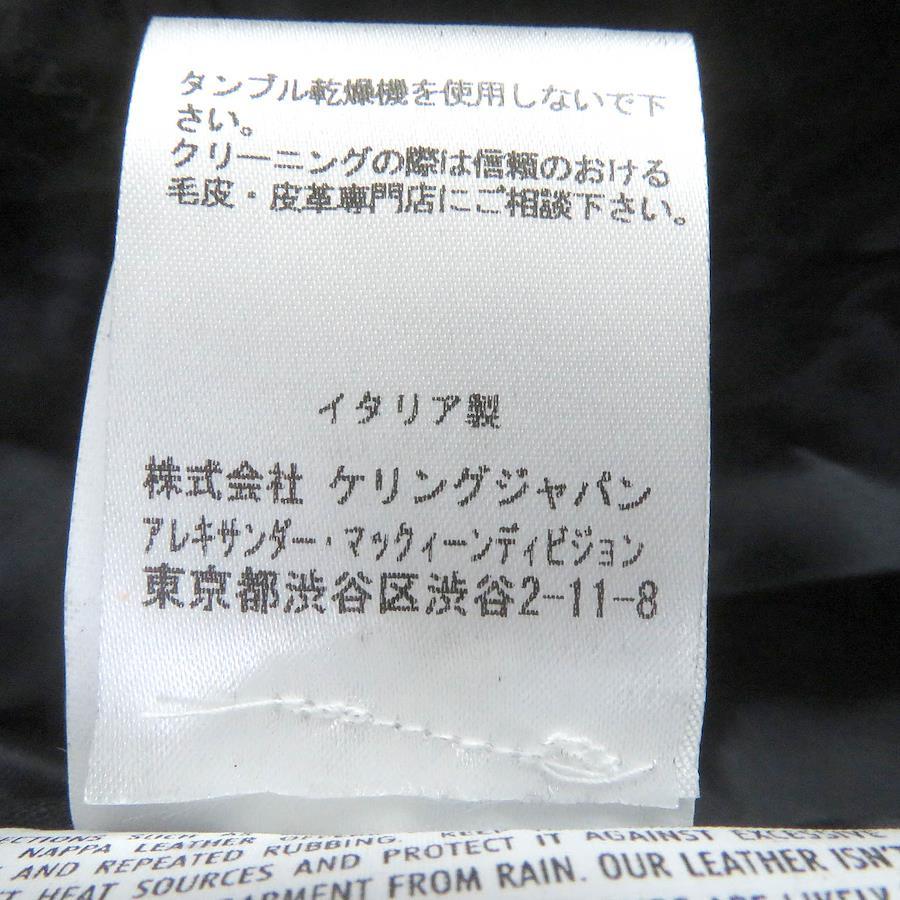 タンブル乾燥機を使用しないで下
さい。
クリーニングの際は信頼のおける
毛皮・皮革専門店にご相談下さい。
イタリア製
株式会社 ケリングジャパン
アレキサンダー・マックィーンディビジョン
東京都渋谷区渋谷2-11-8
SUCH AS
NAPPA LEATHER
AND REPEATED RUBBING. KEEP
HEAT SOURCES AND PROTECT IT AGAINST EXCESSIVE
FROM RAIN. OUR LEATHER ISN'T
ARE LIKELY